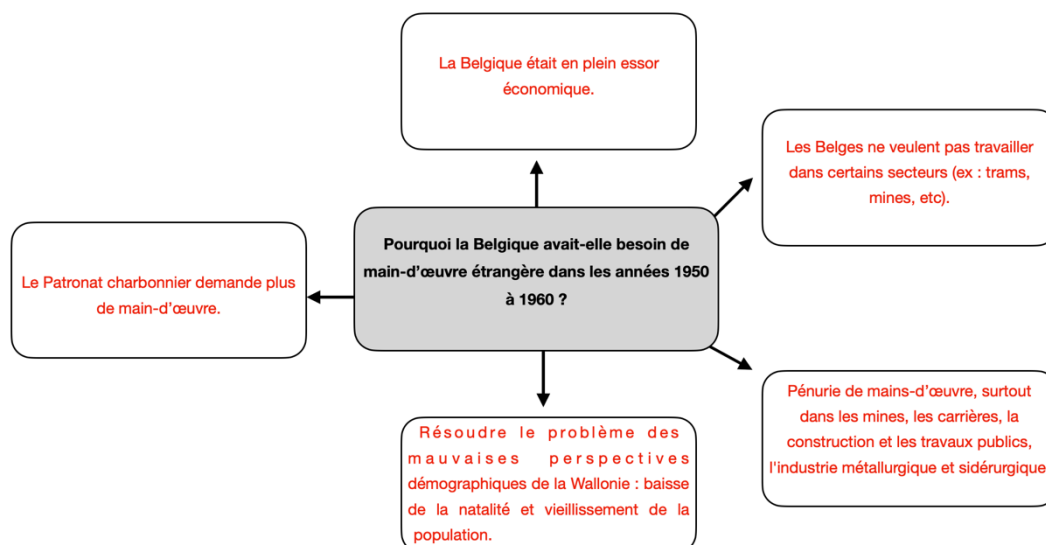 La Belgique était en plein essor
économique.
Les Belges ne veulent pas travailler
dans certains secteurs (ex : trams,
mines, etc).
Pourquoi la Belgique avait-elle besoin de
main-d’œuvre étrangère dans les années 1950
à 1960 ?
Le Patronat charbonnier demande plus
de main-d’œuvre.
Pénurie de mains-d’œuvre, surtout
dans les mines, les carrières, la
construction et les travaux publics,
l'industrie métallurgique et sidérurgique
Résoudre le problème des
mauvaises perspectives
démographiques de la Wallonie : baisse
de la natalité et vieillissement de la
population.